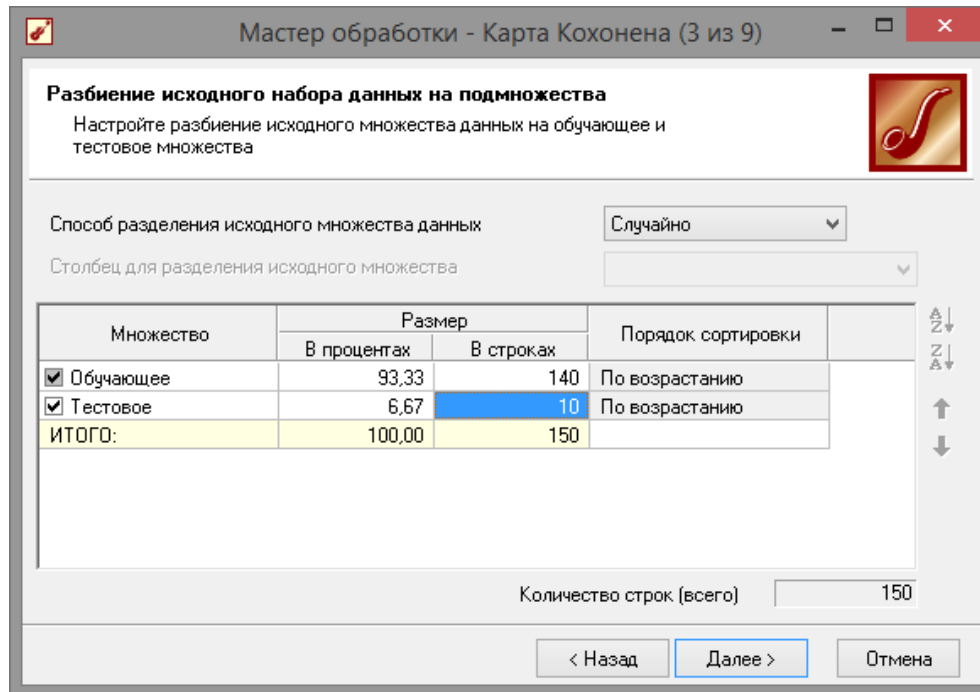 Мастер обработки - Карта Кохонена (3 из 9)
Разбиение исходного набора данных на подмножества
Настройте разбиение исходного множества данных на обучающее и
тестовое множества
Способ разделения исходного множества данных Случайно
Столбец для разделения исходного множества
Множество Размер Порядок сортировки
В процентах В строках
Обучающее 93,33 140 По возрастанию
Тестовое 6,67 10 По возрастанию
ИТОГО: 100,00 150
Количество строк (всего) 150
< Назад Далее > Отмена